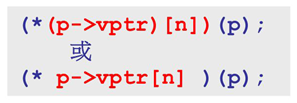 (*(p->vptr)[n])(p);
或
(* p->vptr[n] )(p);